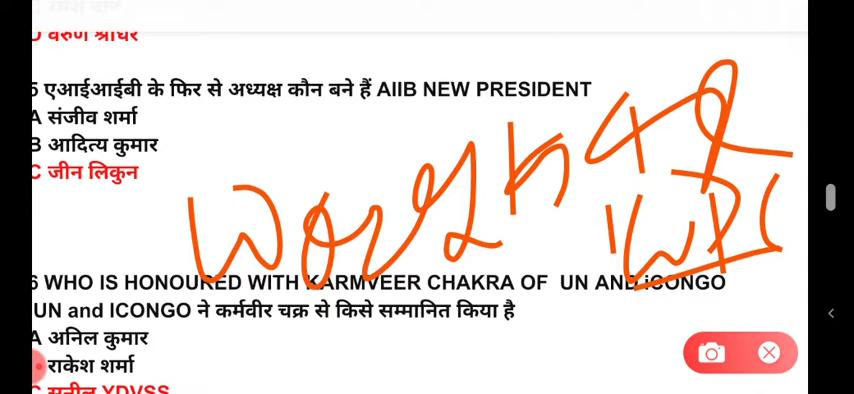 D वरुण श्रीधर
5 एआईआईबी के फिर से अध्यक्ष कौन बने हैं AIIB NEW PRESIDENT
A संजीव शर्मा
B आदित्य कुमार
C जीन लिकुन
6 WHO IS HONOURED WITH KARMVEER CHAKRA OF UN AND iCONGO
UN and ICONGO ने कर्मवीर चक्र से किसे सम्मानित किया है
A अनिल कुमार
राकेश शर्मा
C सुनील YDVSS